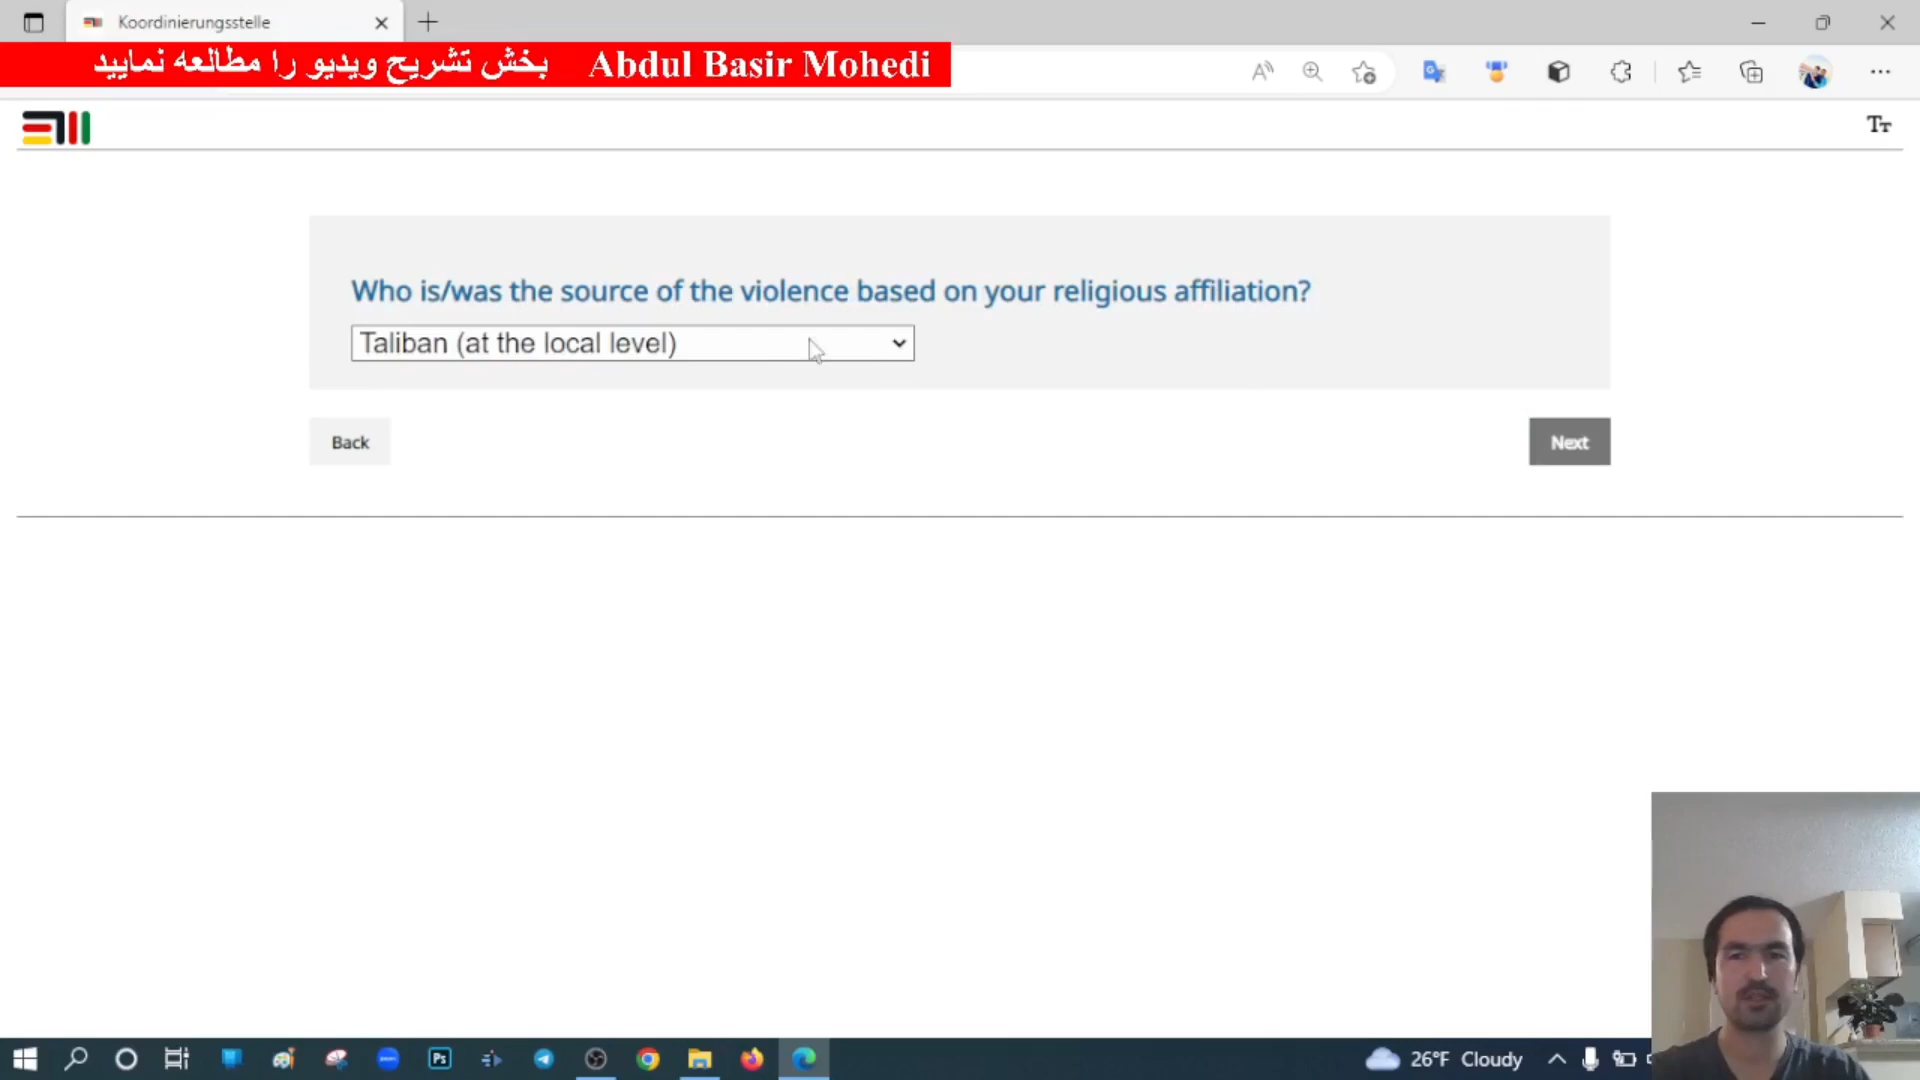 Koordinierungsstelle
بخش تشریح ویدیو را مطالعه نمایید Abdul Basir Mohedi
Who is/was the source of the violence based on your religious affiliation?
Taliban (at the local level)
Back
Next
26°F Cloudy